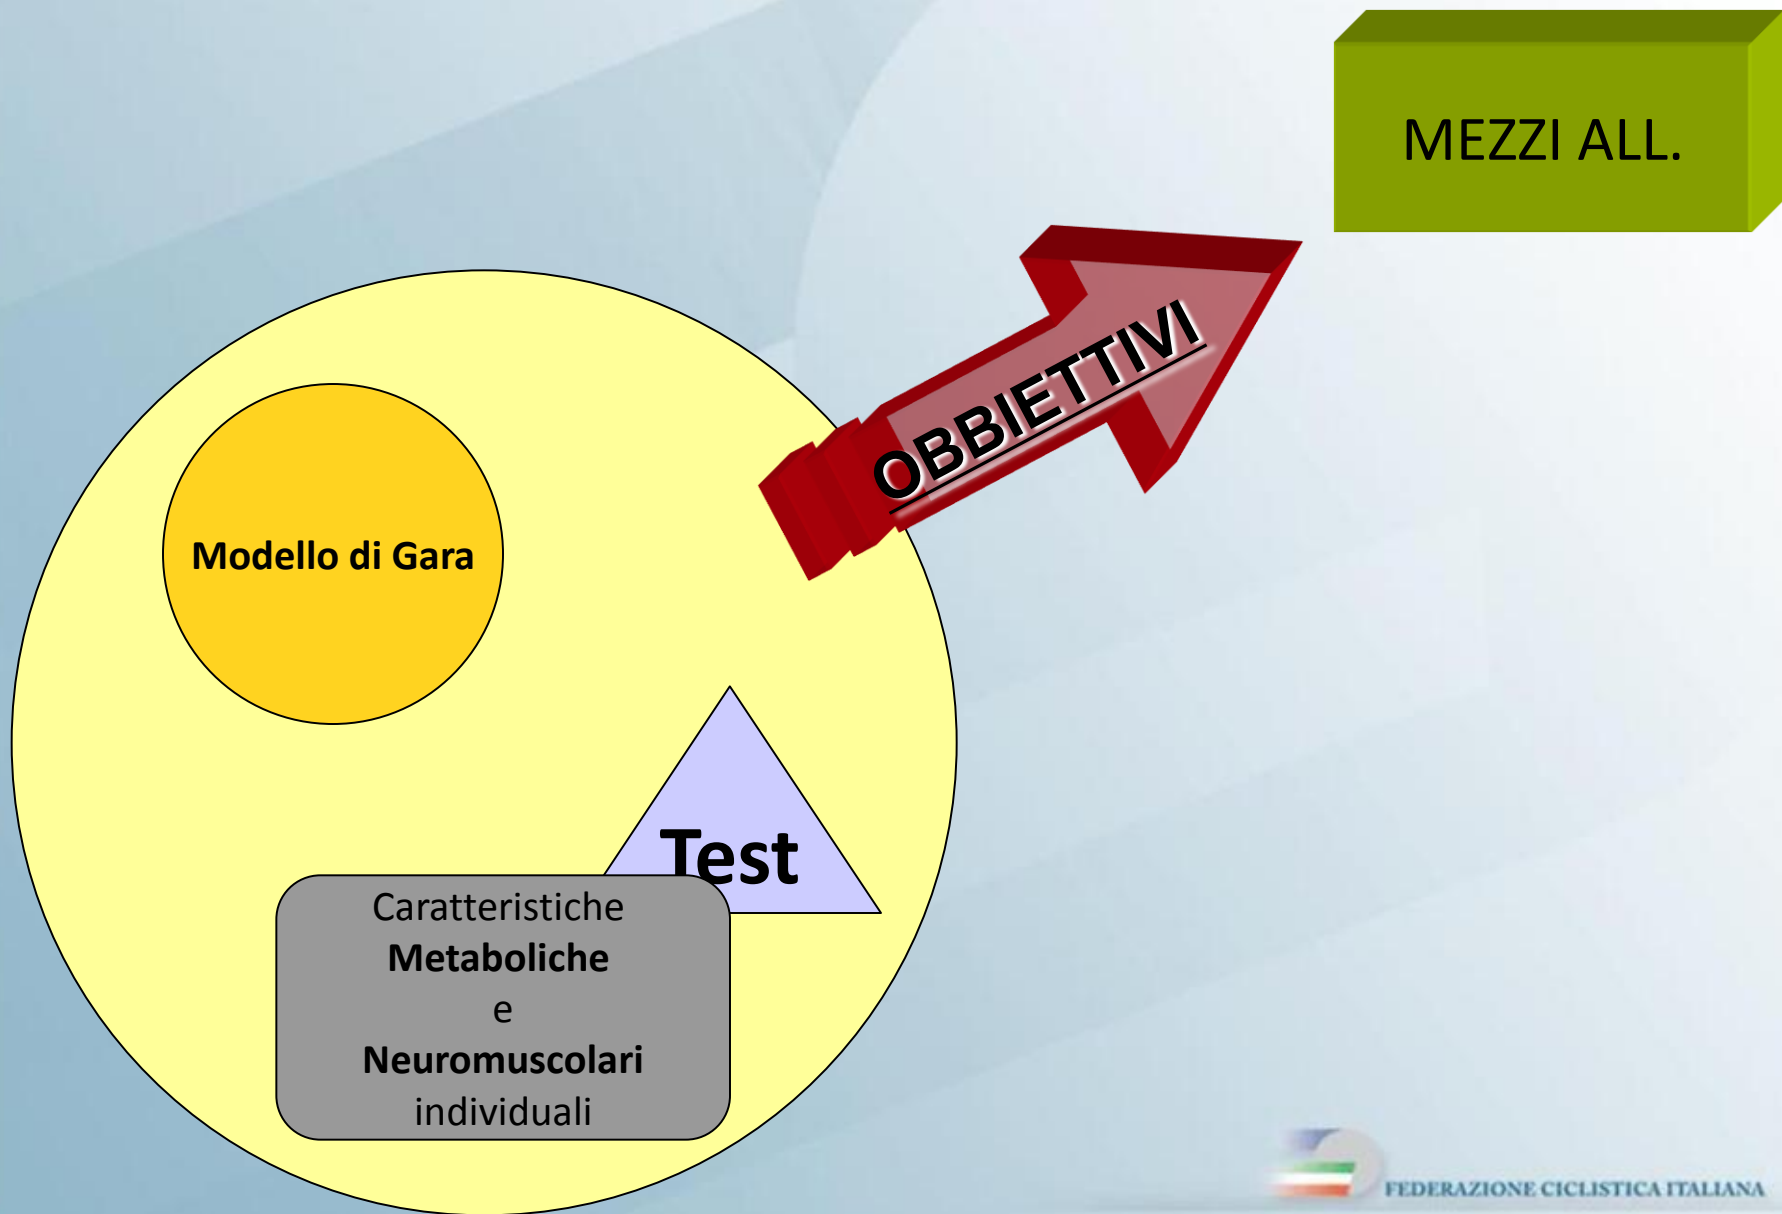 MEZZI ALL.
OBBIETTIVI
Modello di Gara
Test
Caratteristiche
Metaboliche
e
Neuromuscolari
individuali
FEDERAZIONE CICLISTICA ITALIANA